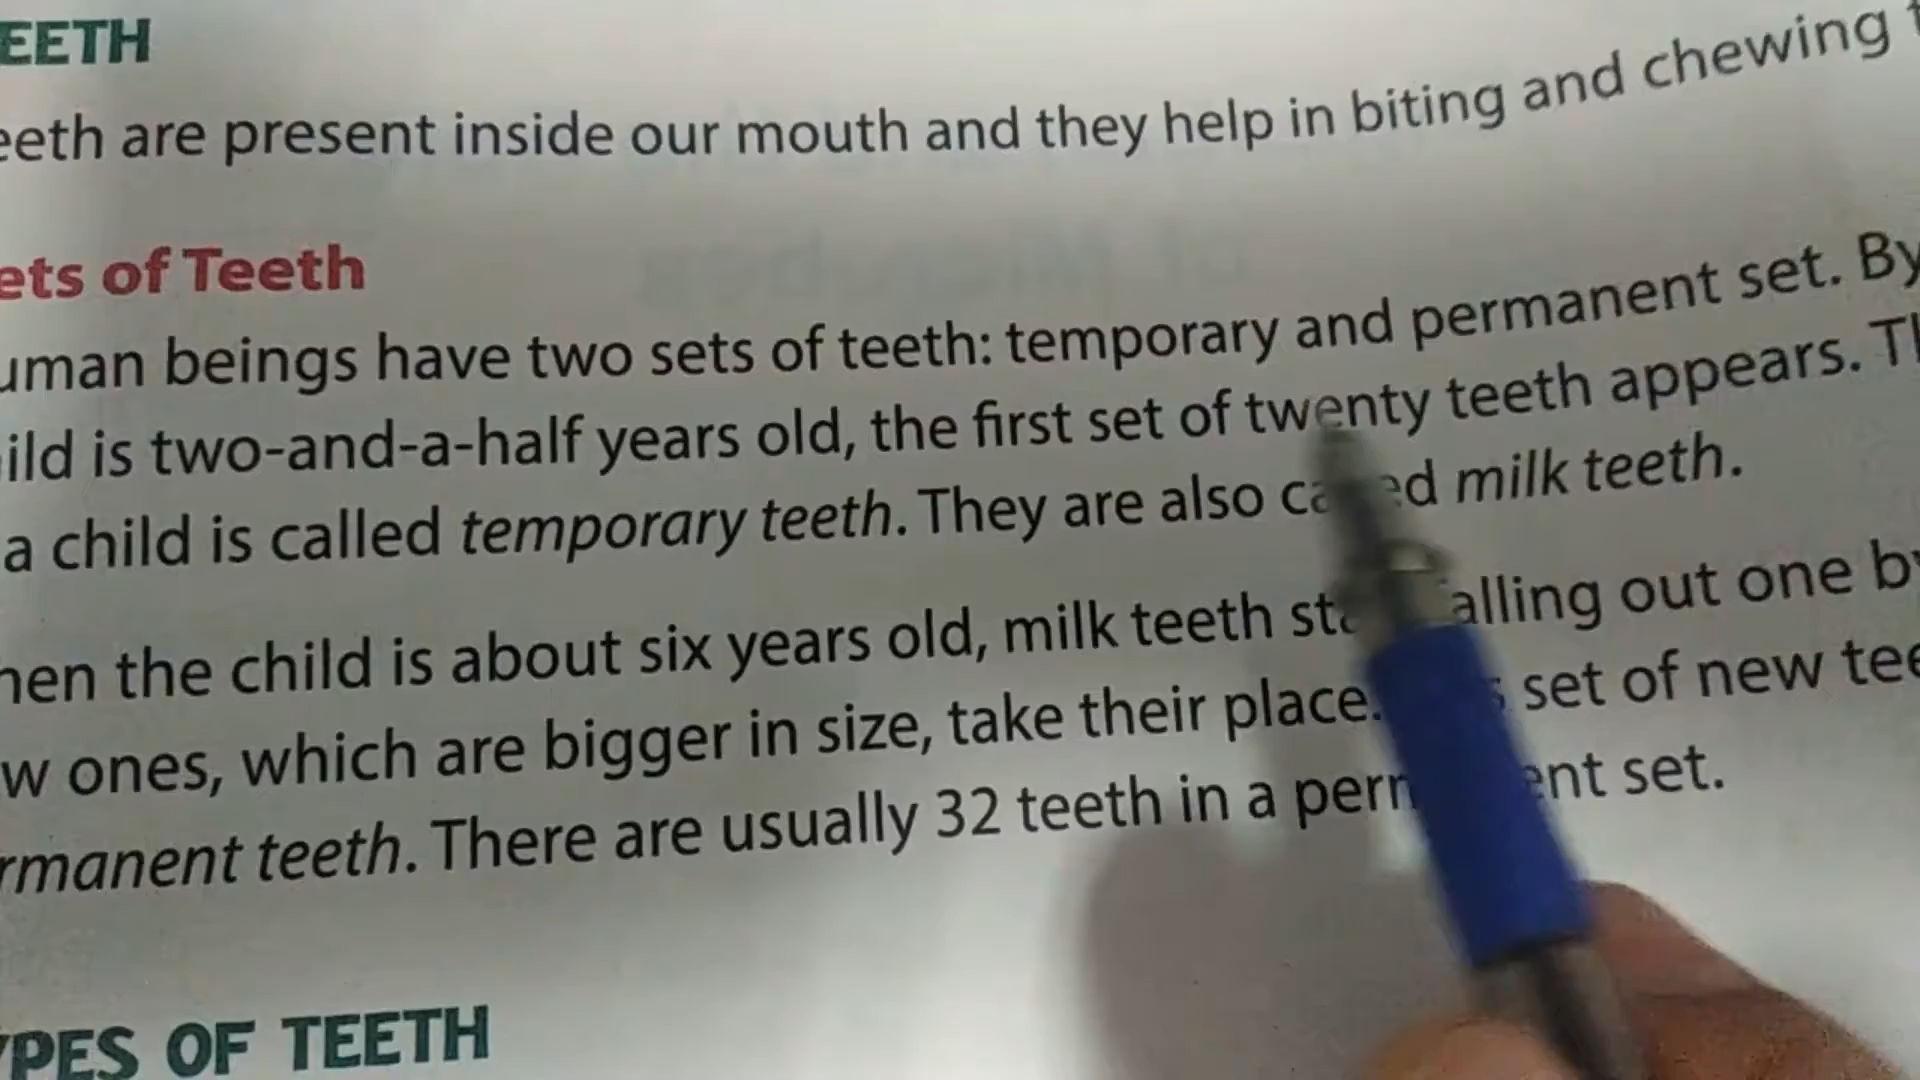 EETH
eeth are present inside our mouth and they help in biting and chewing
ets of Teeth
uman beings have two sets of teeth: temporary and permanent set. By
ild is two-and-a-half years old, the first set of twenty teeth appears.
a child is called temporary teeth. They are also milk teeth.
hen the child is about six years old, milk teeth alling out one by
w ones, which are bigger in size, take their place. set of new tee
rmanent teeth. There are usually 32 teeth in a set.
YPES OF TEETH